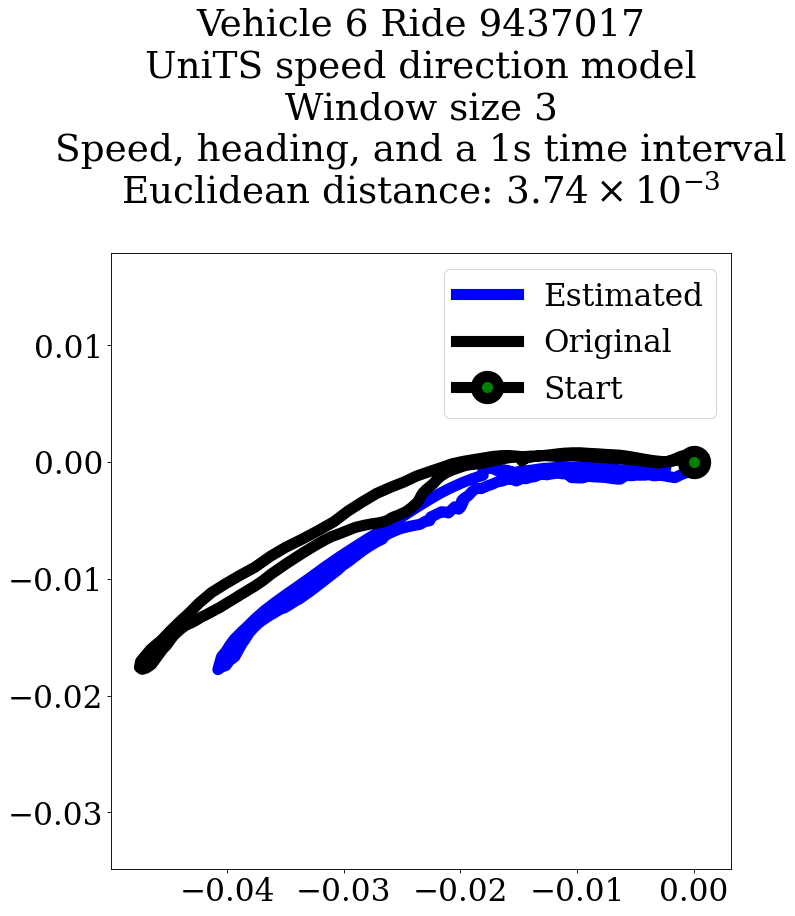 Vehicle 6 Ride 9437017
UniTS speed direction model
Window size 3
Speed, heading, and a 1s time interval
Euclidean distance: 3.74 × 10⁻³
Estimated
Original
Start
0.01
0.00
−0.01
−0.02
−0.03
−0.04 −0.03 −0.02 −0.01 0.00